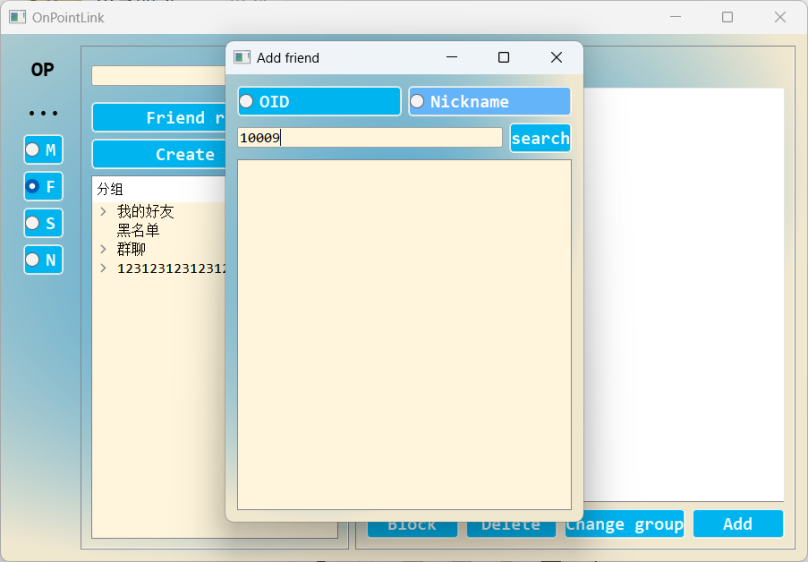 OnPointLink
OP
...
M
F
S
N
Friend r
Create
分组
我的好友
黑名单
群聊
1231231231231
Add friend
OID
Nickname
10009
search
Block
Delete
Change group
Add